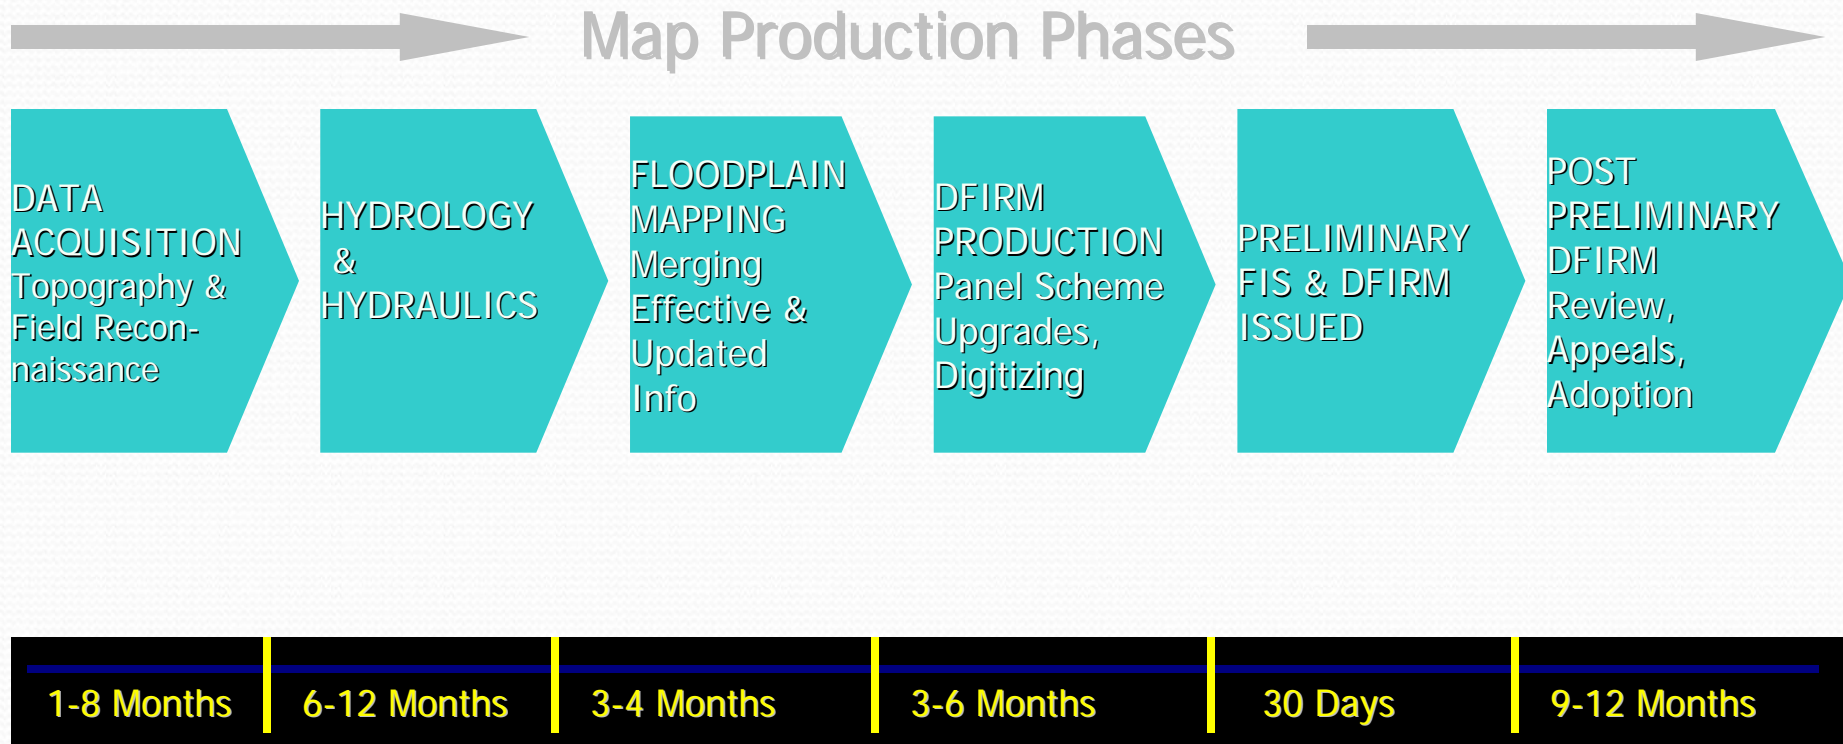 Map Production Phases
DATA
ACQUISITION
Topography &
Field Recon-
naissance
HYDROLOGY
&
HYDRAULICS
FLOODPLAIN
MAPPING
Merging
Effective &
Updated
Info
DFIRM
PRODUCTION
Panel Scheme
Upgrades,
Digitizing
PRELIMINARY
FIS & DFIRM
ISSUED
POST
PRELIMINARY
DFIRM
Review,
Appeals,
Adoption
1-8 Months
6-12 Months
3-4 Months
3-6 Months
30 Days
9-12 Months